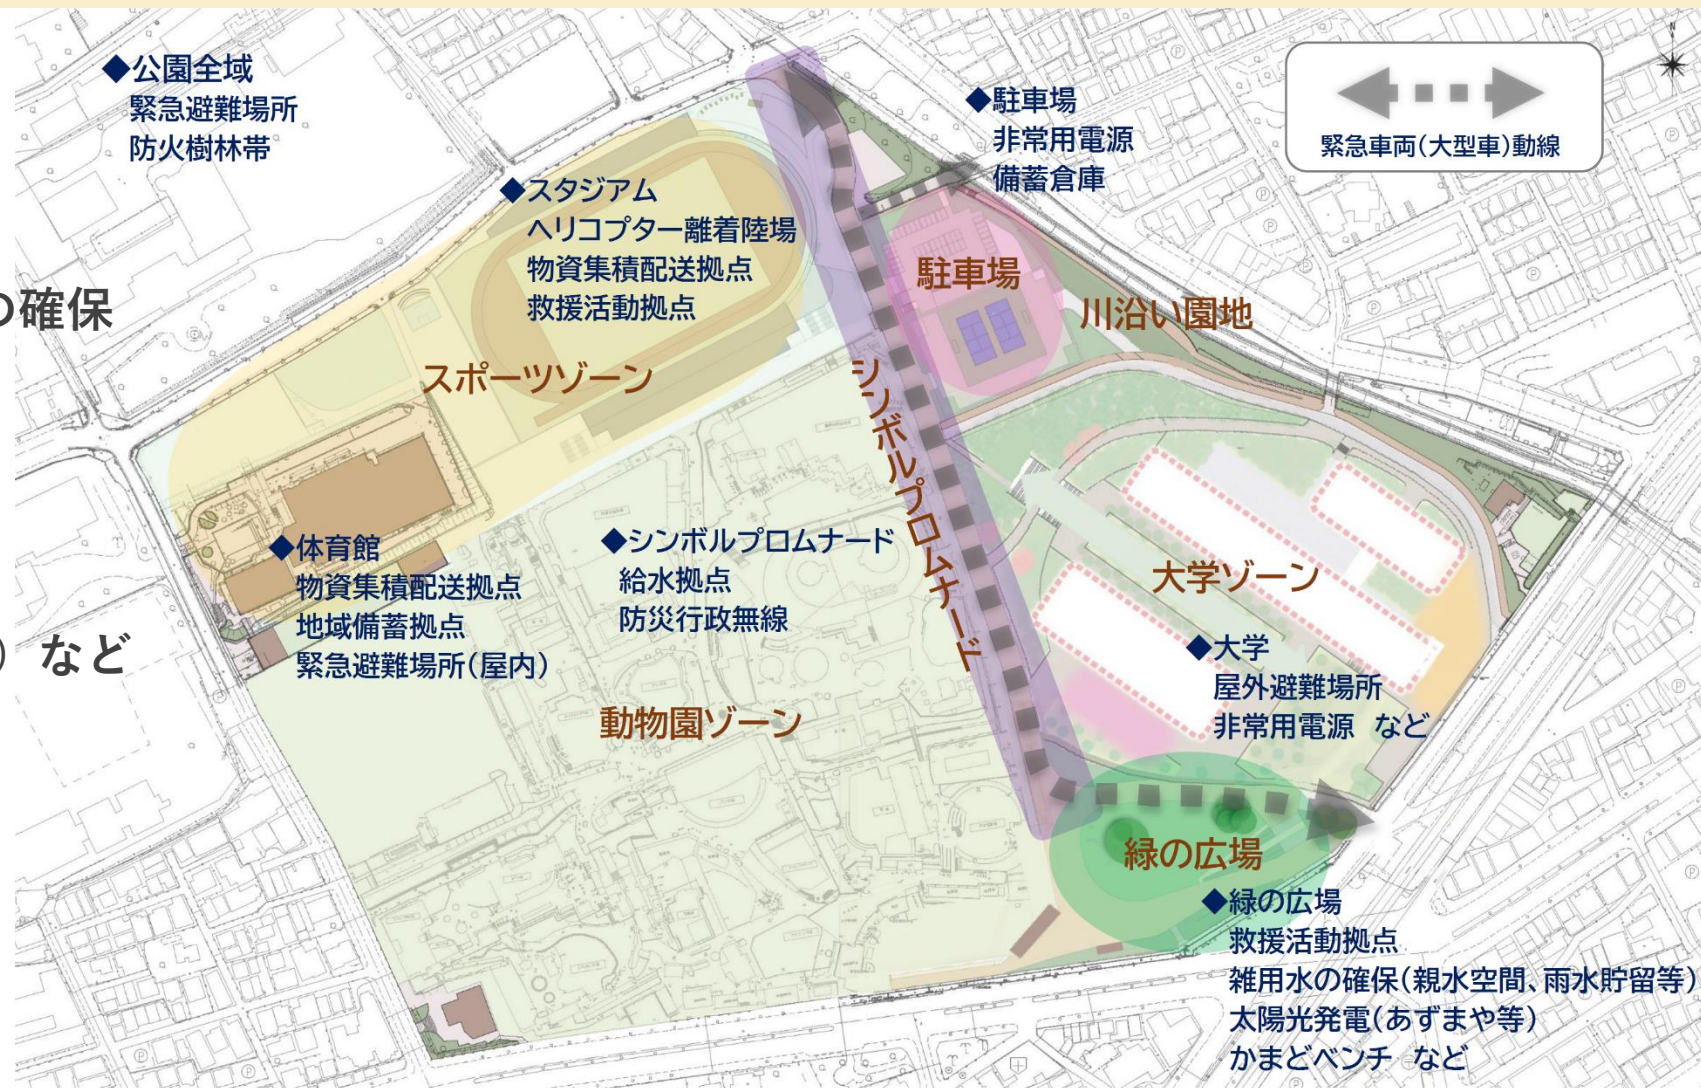 ◆公園全域
緊急避難場所
防火樹林帯
◆スタジアム
ヘリコプター離着陸場
物資集積配送拠点
救援活動拠点
◆駐車場
非常用電源
備蓄倉庫
緊急車両(大型車)動線
の確保
スポーツゾーン
駐車場
川沿い園地
シンボルプロムナード
◆体育館
物資集積配送拠点
地域備蓄拠点
緊急避難場所(屋内)
◆シンボルプロムナード
給水拠点
防災行政無線
大学ゾーン
◆大学
屋外避難場所
非常用電源 など
)など
動物園ゾーン
緑の広場
◆緑の広場
救援活動拠点
雑用水の確保(親水空間、雨水貯留等)
太陽光発電(あずまや等)
かまどベンチ など